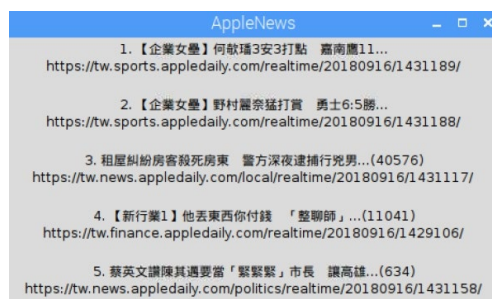 AppleNews
1. 【企業女壘】何欹璠3安3打點　嘉南鷹11...
https://tw.sports.appledaily.com/realtime/20180916/1431189/
2. 【企業女壘】野村麗奈猛打賞　勇士6:5勝...
https://tw.sports.appledaily.com/realtime/20180916/1431188/
3. 租屋糾紛房客殺死房東　警方深夜逮捕行兇男...(40576)
https://tw.news.appledaily.com/local/realtime/20180916/1431117/
4. 【新行業1】他丟東西你付錢　「整聊師」...(11041)
https://tw.finance.appledaily.com/realtime/20180916/1429106/
5. 蔡英文讚陳其邁要當「緊緊緊」市長　讓高雄...(634)
https://tw.news.appledaily.com/politics/realtime/20180916/1431158/